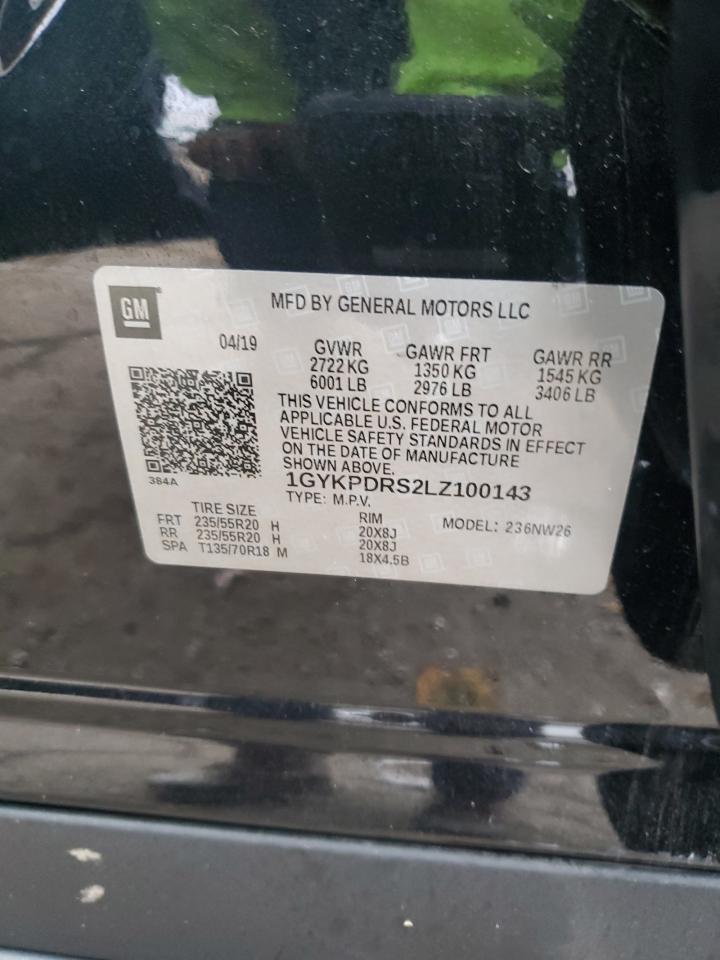 GM
MFD BY GENERAL MOTORS LLC
04/19
GVWR GAWR FRT GAWR RR
2722 KG 1350 KG 1545 KG
6001 LB 2976 LB 3406 LB
THIS VEHICLE CONFORMS TO ALL
APPLICABLE U.S. FEDERAL MOTOR
VEHICLE SAFETY STANDARDS IN EFFECT
ON THE DATE OF MANUFACTURE
SHOWN ABOVE.
384A
1GYKPDRS2LZ100143
TYPE: M.P.V.
TIRE SIZE RIM MODEL: 236NW26
FRT 235/55R20 H 20X8J
RR 235/55R20 H 20X8J
SPA T135/70R18 M 18X4.5B